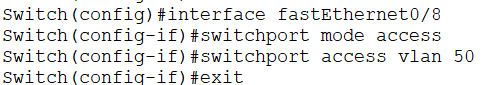 Switch(config)#interface fastEthernet0/8
Switch(config-if)#switchport mode access
Switch(config-if)#switchport access vlan 50
Switch(config-if)#exit